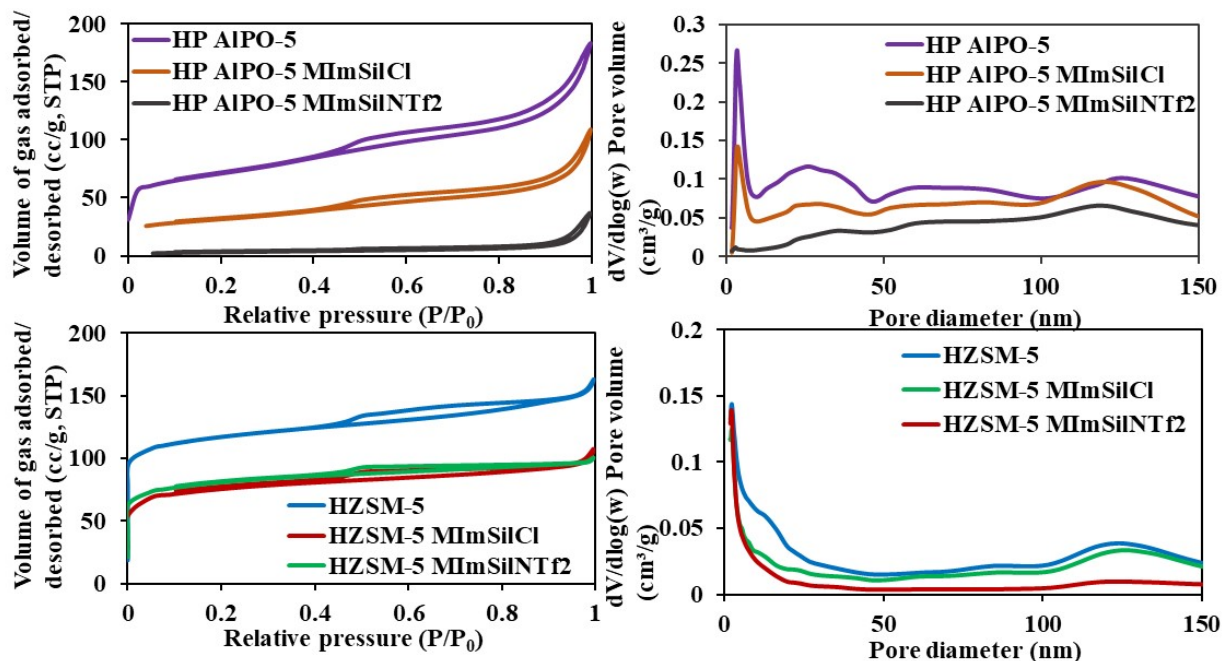 Volume of gas adsorbed/
desorbed (cc/g, STP)
200
150
100
50
0
HP AlPO-5
HP AlPO-5 MImSilCl
HP AlPO-5 MImSilNTf2
0 0.2 0.4 0.6 0.8 1
Relative pressure (P/P₀)
dV/dlog(w) Pore volume
(cm³/g)
0.3
0.25
0.2
0.15
0.1
0.05
0
HP AlPO-5
HP AlPO-5 MImSilCl
HP AlPO-5 MImSilNTf2
0 50 100 150
Pore diameter (nm)
Volume of gas adsorbed/
desorbed (cc/g, STP)
200
150
100
50
0
HZSM-5
HZSM-5 MImSilCl
HZSM-5 MImSilNTf2
0 0.2 0.4 0.6 0.8 1
Relative pressure (P/P₀)
dV/dlog(w) Pore volume
(cm³/g)
0.2
0.15
0.1
0.05
0
HZSM-5
HZSM-5 MImSilCl
HZSM-5 MImSilNTf2
0 50 100 150
Pore diameter (nm)